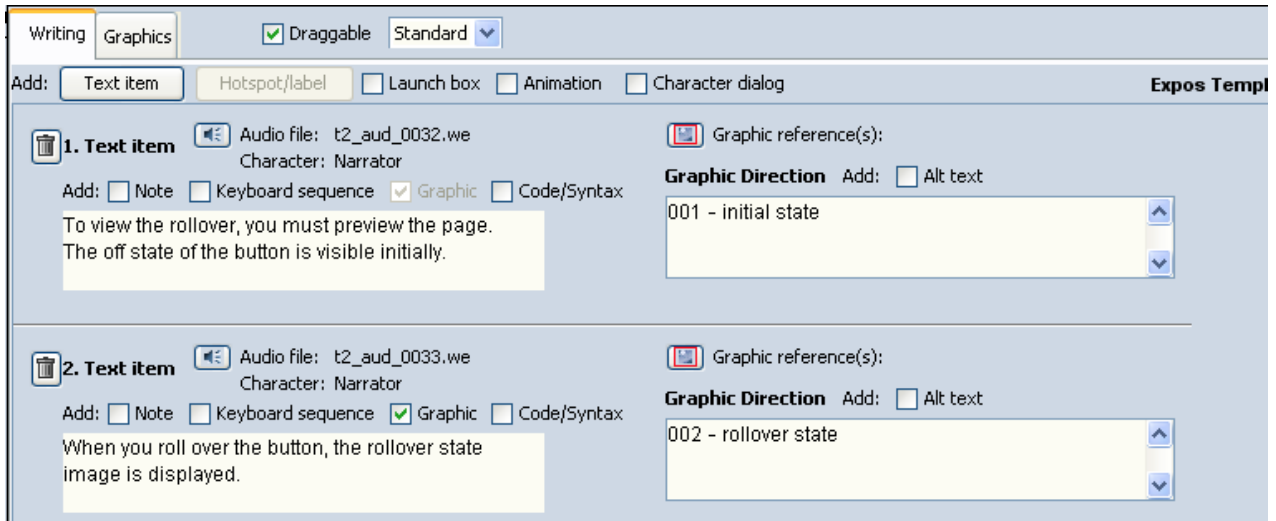 Writing Graphics Draggable Standard
Add: Text item Hotspot/label Launch box Animation Character dialog Expos Templ
1. Text item Audio file: t2_aud_0032.we Graphic reference(s):
Character: Narrator
Graphic Direction Add: Alt text
Add: Note Keyboard sequence Graphic Code/Syntax
To view the rollover, you must preview the page.
The off state of the button is visible initially.
001 - initial state
2. Text item Audio file: t2_aud_0033.we Graphic reference(s):
Character: Narrator
Graphic Direction Add: Alt text
Add: Note Keyboard sequence Graphic Code/Syntax
When you roll over the button, the rollover state
image is displayed.
002 - rollover state